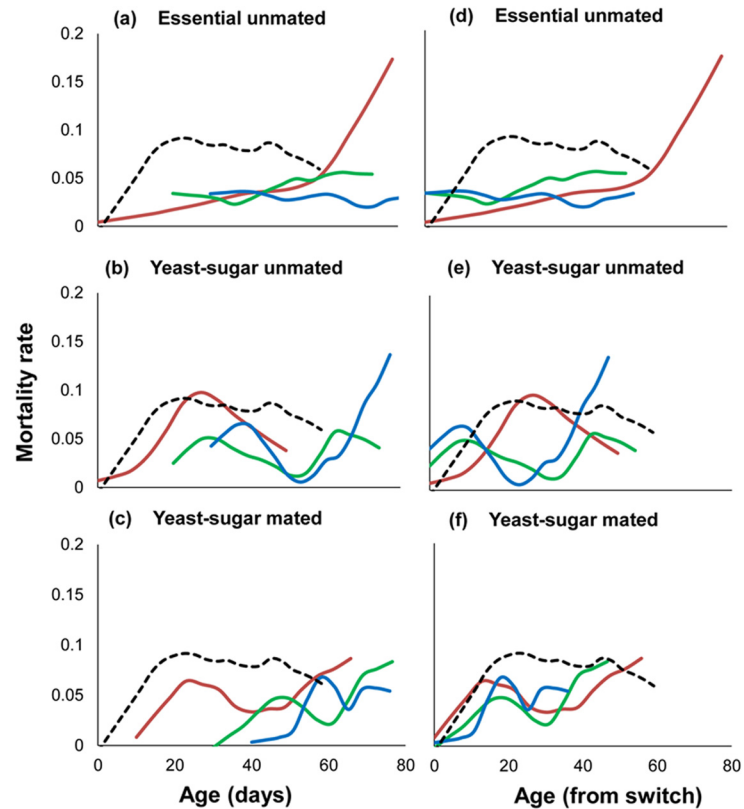 (a) Essential unmated
(d) Essential unmated
0.2
0.15
0.1
0.05
0
(b) Yeast-sugar unmated
(e) Yeast-sugar unmated
0.2
0.15
0.1
0.05
0
Mortality rate
(c) Yeast-sugar mated
(f) Yeast-sugar mated
0.2
0.15
0.1
0.05
0
0 20 40 60 80
0 20 40 60 80
Age (days)
Age (from switch)